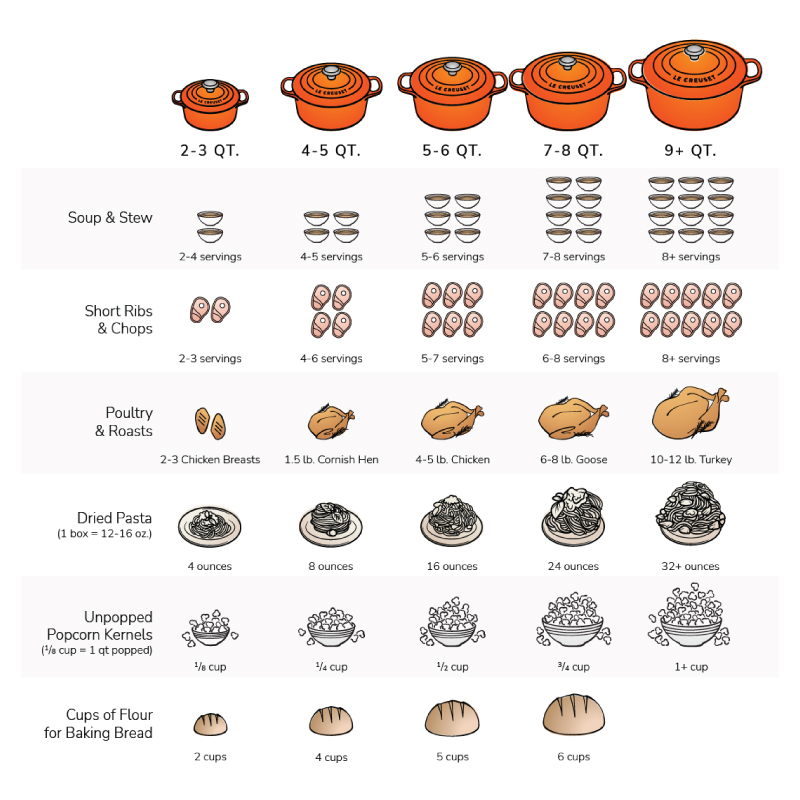 LE CREUSET
LE CREUSET
LE CREUSET
LE CREUSET
LE CREUSET
2-3 QT. 4-5 QT. 5-6 QT. 7-8 QT. 9+ QT.
Soup & Stew
2-4 servings 4-5 servings 5-6 servings 7-8 servings 8+ servings
Short Ribs
& Chops
2-3 servings 4-6 servings 5-7 servings 6-8 servings 8+ servings
Poultry
& Roasts
2-3 Chicken Breasts 1.5 lb. Cornish Hen 4-5 lb. Chicken 6-8 lb. Goose 10-12 lb. Turkey
Dried Pasta
(1 box = 12-16 oz.)
4 ounces 8 ounces 16 ounces 24 ounces 32+ ounces
Unpopped
Popcorn Kernels
(⅛ cup = 1 qt popped)
⅛ cup ¼ cup ½ cup ¾ cup 1+ cup
Cups of Flour
for Baking Bread
2 cups 4 cups 5 cups 6 cups